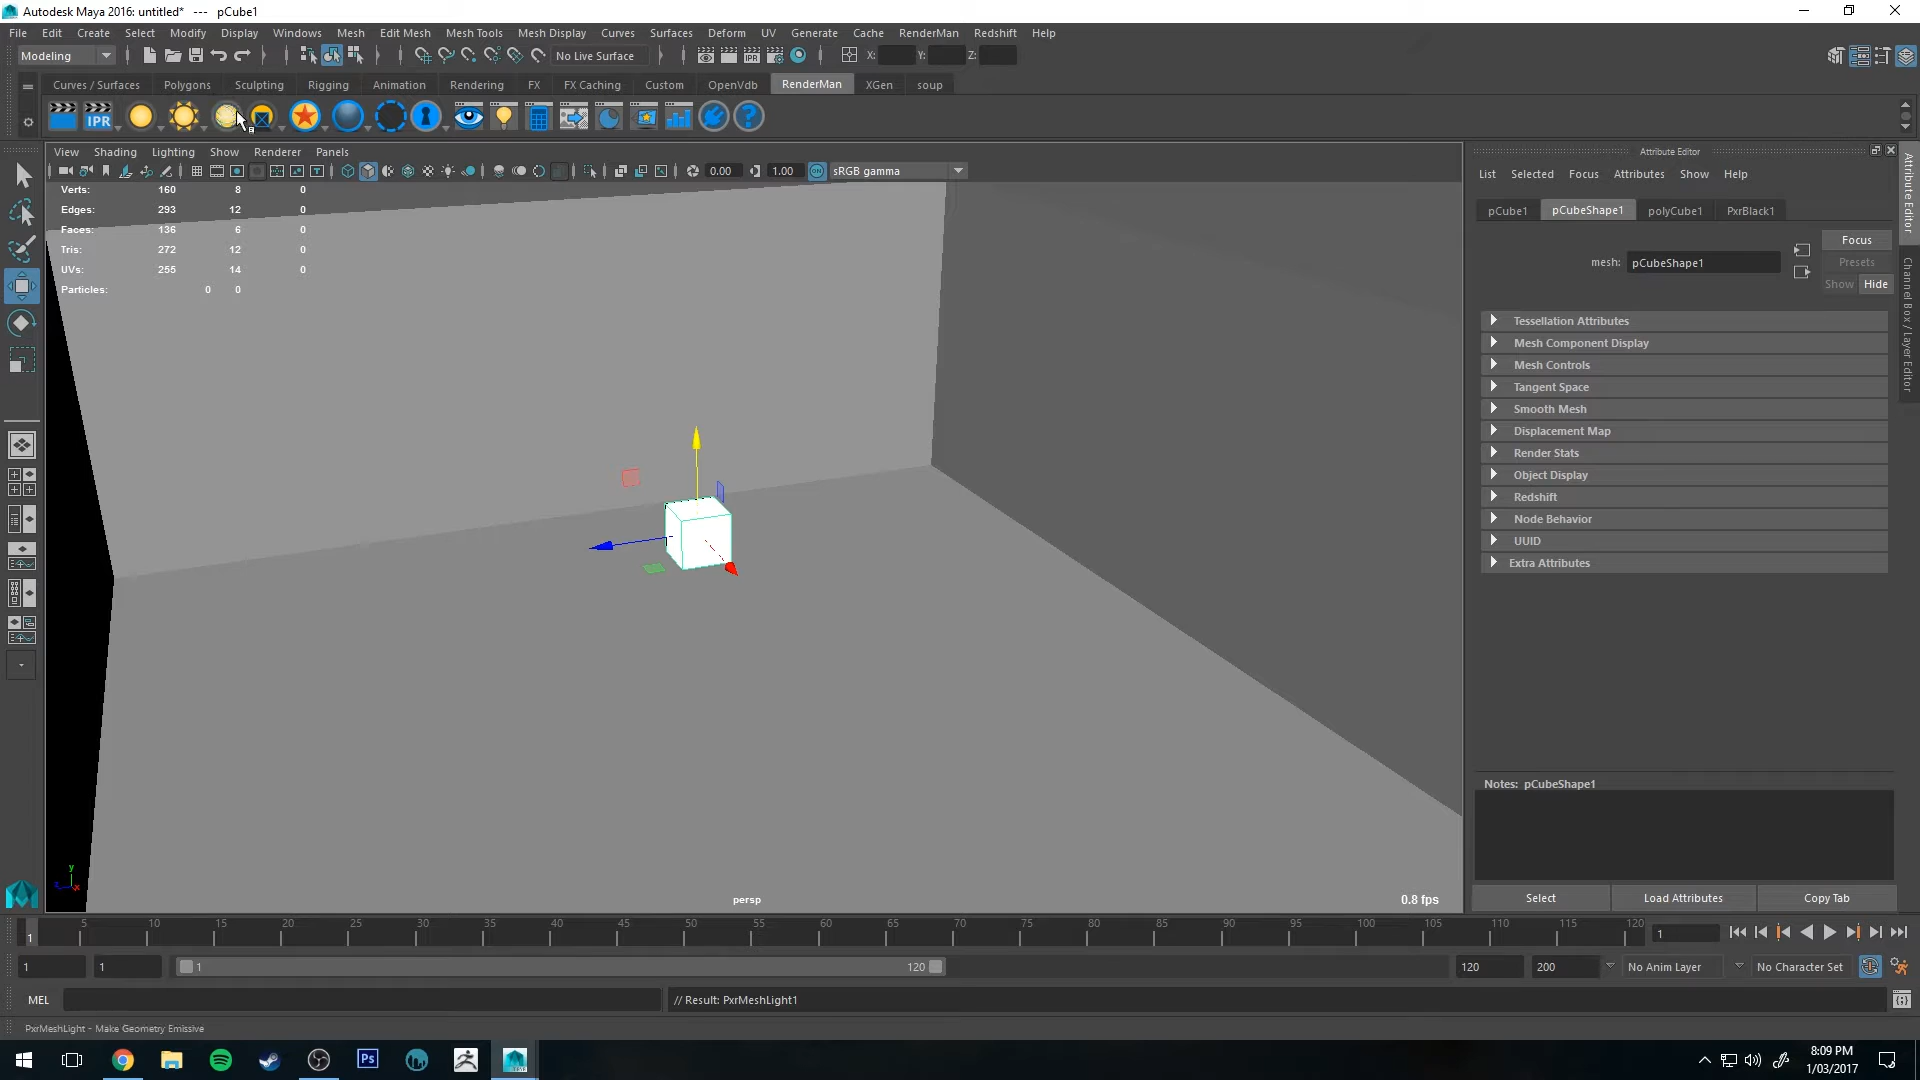 Autodesk Maya 2016: untitled* --- pCube1
File Edit Create Select Modify Display Windows Mesh Edit Mesh Mesh Tools Mesh Display Curves Surfaces Deform UV Generate Cache RenderMan Redshift Help
Modeling No Live Surface X: Y: Z:
Curves / Surfaces Polygons Sculpting Rigging Animation Rendering FX FX Caching Custom OpenVdb RenderMan XGen soup
IPR
View Shading Lighting Show Renderer Panels
0.00 1.00 sRGB gamma
Verts: 160 8 0
Edges: 293 12 0
Faces: 136 6 0
Tris: 272 12 0
UVs: 255 14 0
Particles: 0 0
persp
0.8 fps
y
x
Attribute Editor
List Selected Focus Attributes Show Help
pCube1 pCubeShape1 polyCube1 PxrBlack1
mesh: pCubeShape1
Focus
Presets
Show Hide
Tessellation Attributes
Mesh Component Display
Mesh Controls
Tangent Space
Smooth Mesh
Displacement Map
Render Stats
Object Display
Redshift
Node Behavior
UUID
Extra Attributes
Notes: pCubeShape1
Select Load Attributes Copy Tab
Attribute Editor
Channel Box / Layer Editor
1 5 10 15 20 25 30 35 40 45 50 55 60 65 70 75 80 85 90 95 100 105 110 115 120 1
1 1 1 120 120 200 No Anim Layer No Character Set
MEL // Result: PxrMeshLight1
PxrMeshLight - Make Geometry Emissive
Ps
8:09 PM
1/03/2017